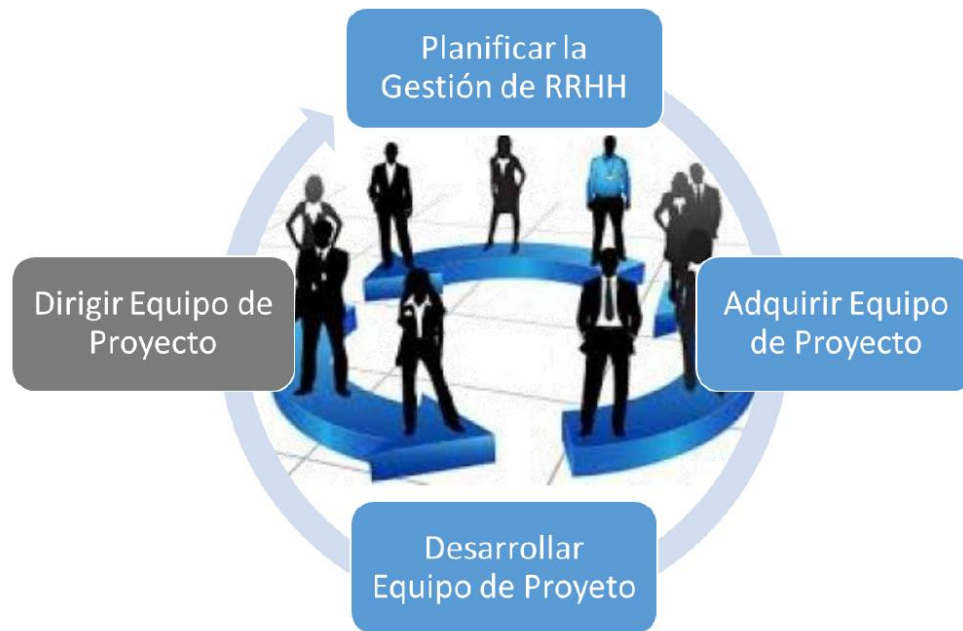 Planificar la
Gestión de RRHH
Dirigir Equipo de
Proyecto
Adquirir Equipo
de Proyecto
Desarrollar
Equipo de Proyeto